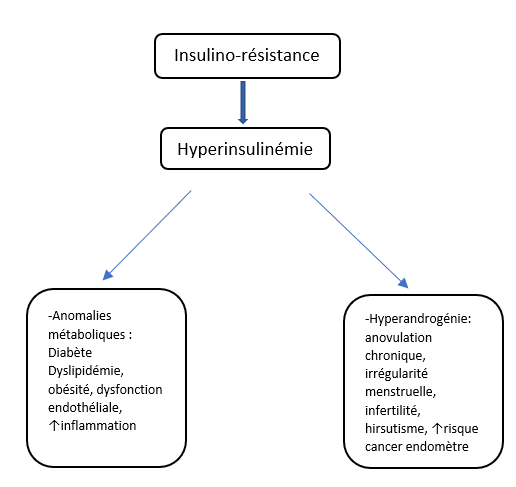 Insulino-résistance
Hyperinsulinémie
-Anomalies
métaboliques :
Diabète
Dyslipidémie,
obésité, dysfonction
endothéliale,
↑inflammation
-Hyperandrogénie:
anovulation
chronique,
irrégularité
menstruelle,
infertilité,
hirsutisme, ↑risque
cancer endomètre